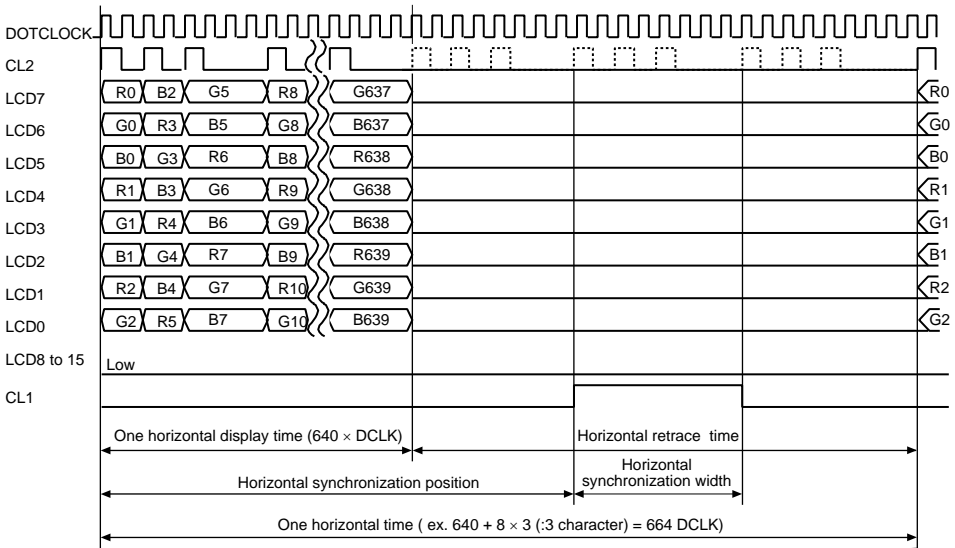 DOTCLOCK
CL2
LCD7 R0 B2 G5 R8 G637 R0
LCD6 G0 R3 B5 G8 B637 G0
LCD5 B0 G3 R6 B8 R638 B0
LCD4 R1 B3 G6 R9 G638 R1
LCD3 G1 R4 B6 G9 B638 G1
LCD2 B1 G4 R7 B9 R639 B1
LCD1 R2 B4 G7 R10 G639 R2
LCD0 G2 R5 B7 G10 B639 G2
LCD8 to 15 Low
CL1
One horizontal display time (640 × DCLK) Horizontal retrace time
Horizontal synchronization position
Horizontal
synchronization width
One horizontal time ( ex. 640 + 8 × 3 (:3 character) = 664 DCLK)